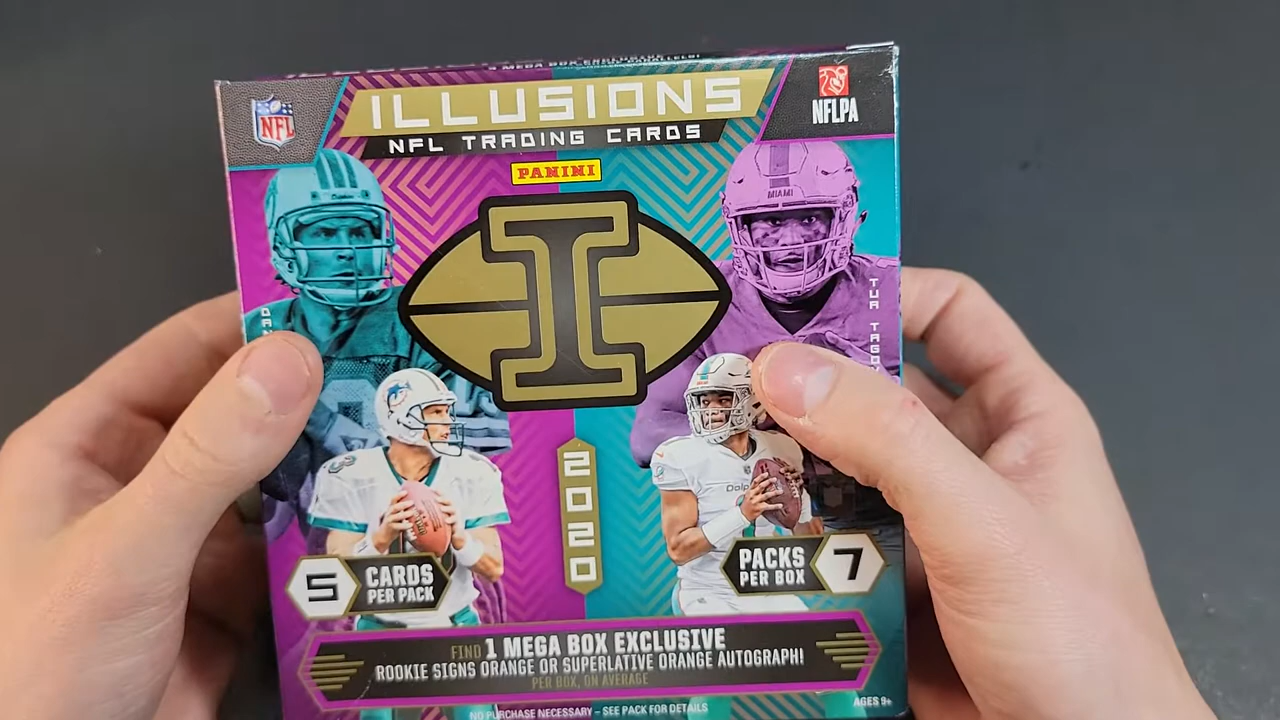 NFL
ILLUSIONS
NFLPA
NFL TRADING CARDS
PANINI
MIAMI
I
TUA TAGOV
2020
5 CARDS
PER PACK
PACKS
PER BOX 7
FIND 1 MEGA BOX EXCLUSIVE
ROOKIE SIGNS ORANGE OR SUPERLATIVE ORANGE AUTOGRAPH!
PER BOX, ON AVERAGE
NO PURCHASE NECESSARY – SEE PACK FOR DETAILS
AGES 9+